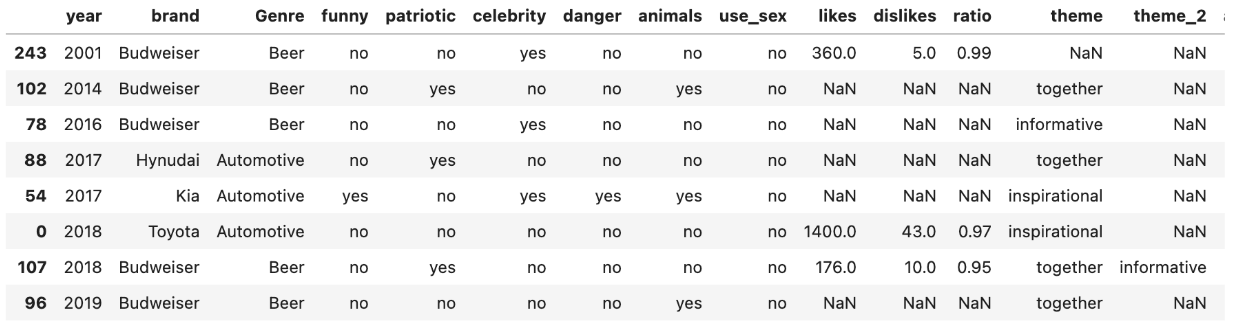 year brand Genre funny patriotic celebrity danger animals use_sex likes dislikes ratio theme theme_2
243 2001 Budweiser Beer no no yes no no no 360.0 5.0 0.99 NaN NaN
102 2014 Budweiser Beer no yes no no yes no NaN NaN NaN together NaN
78 2016 Budweiser Beer no no yes no no no NaN NaN NaN informative NaN
88 2017 Hynudai Automotive no yes no no no no NaN NaN NaN together NaN
54 2017 Kia Automotive yes no yes yes yes no NaN NaN NaN inspirational NaN
0 2018 Toyota Automotive no no no no no no 1400.0 43.0 0.97 inspirational NaN
107 2018 Budweiser Beer no yes no no no no 176.0 10.0 0.95 together informative
96 2019 Budweiser Beer no no no no yes no NaN NaN NaN together NaN